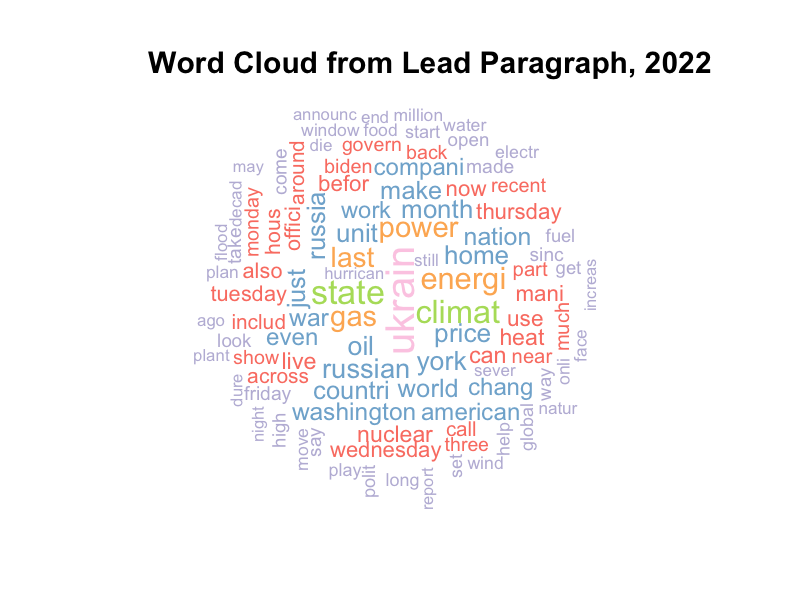 Word Cloud from Lead Paragraph, 2022
announc end million
window food start water
die govern back open electr
may come around biden compani made
befor make now recent
decad monday hous offici russia work month thursday
flood take unit power nation fuel
last ukrain still home sinc
plan also hurrican energi part get increas
tuesday just state climat mani
ago includ war gas price use much
look even oil heat face
plant show live russian york can near onli
across sever
dure friday countri world chang way
washington american natur
night high nuclear call global
move say wednesday three help
play polit long report set wind